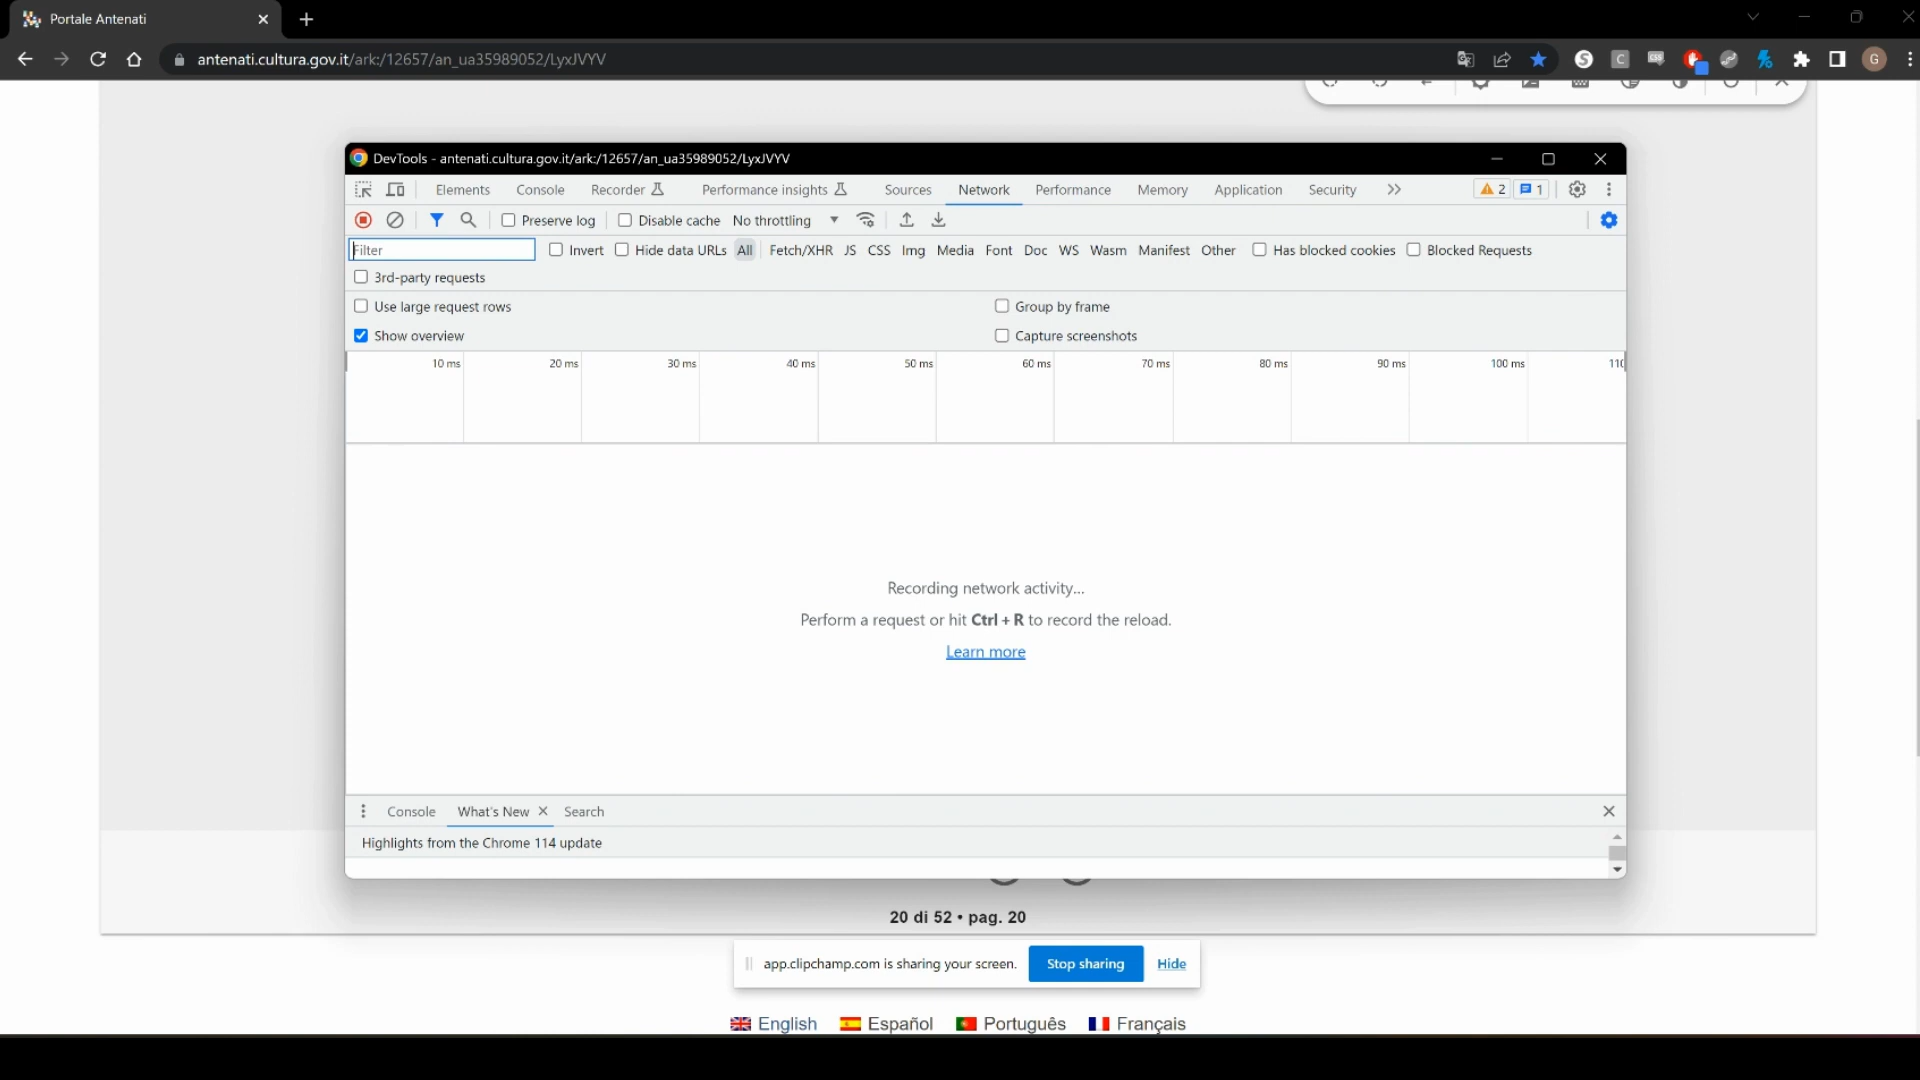 Portale Antenati
antenati.cultura.gov.it/ark:/12657/an_ua35989052/LyxJVYV
S C G
DevTools - antenati.cultura.gov.it/ark:/12657/an_ua35989052/LyxJVYV
Elements Console Recorder Performance insights Sources Network Performance Memory Application Security 2 1
Preserve log Disable cache No throttling
Filter Invert Hide data URLs All Fetch/XHR JS CSS Img Media Font Doc WS Wasm Manifest Other Has blocked cookies Blocked Requests
3rd-party requests
Use large request rows Group by frame
Show overview Capture screenshots
10 ms 20 ms 30 ms 40 ms 50 ms 60 ms 70 ms 80 ms 90 ms 100 ms 110
Recording network activity...
Perform a request or hit Ctrl + R to record the reload.
Learn more
Console What's New Search
Highlights from the Chrome 114 update
20 di 52 • pag. 20
app.clipchamp.com is sharing your screen. Stop sharing Hide
English Español Português Français